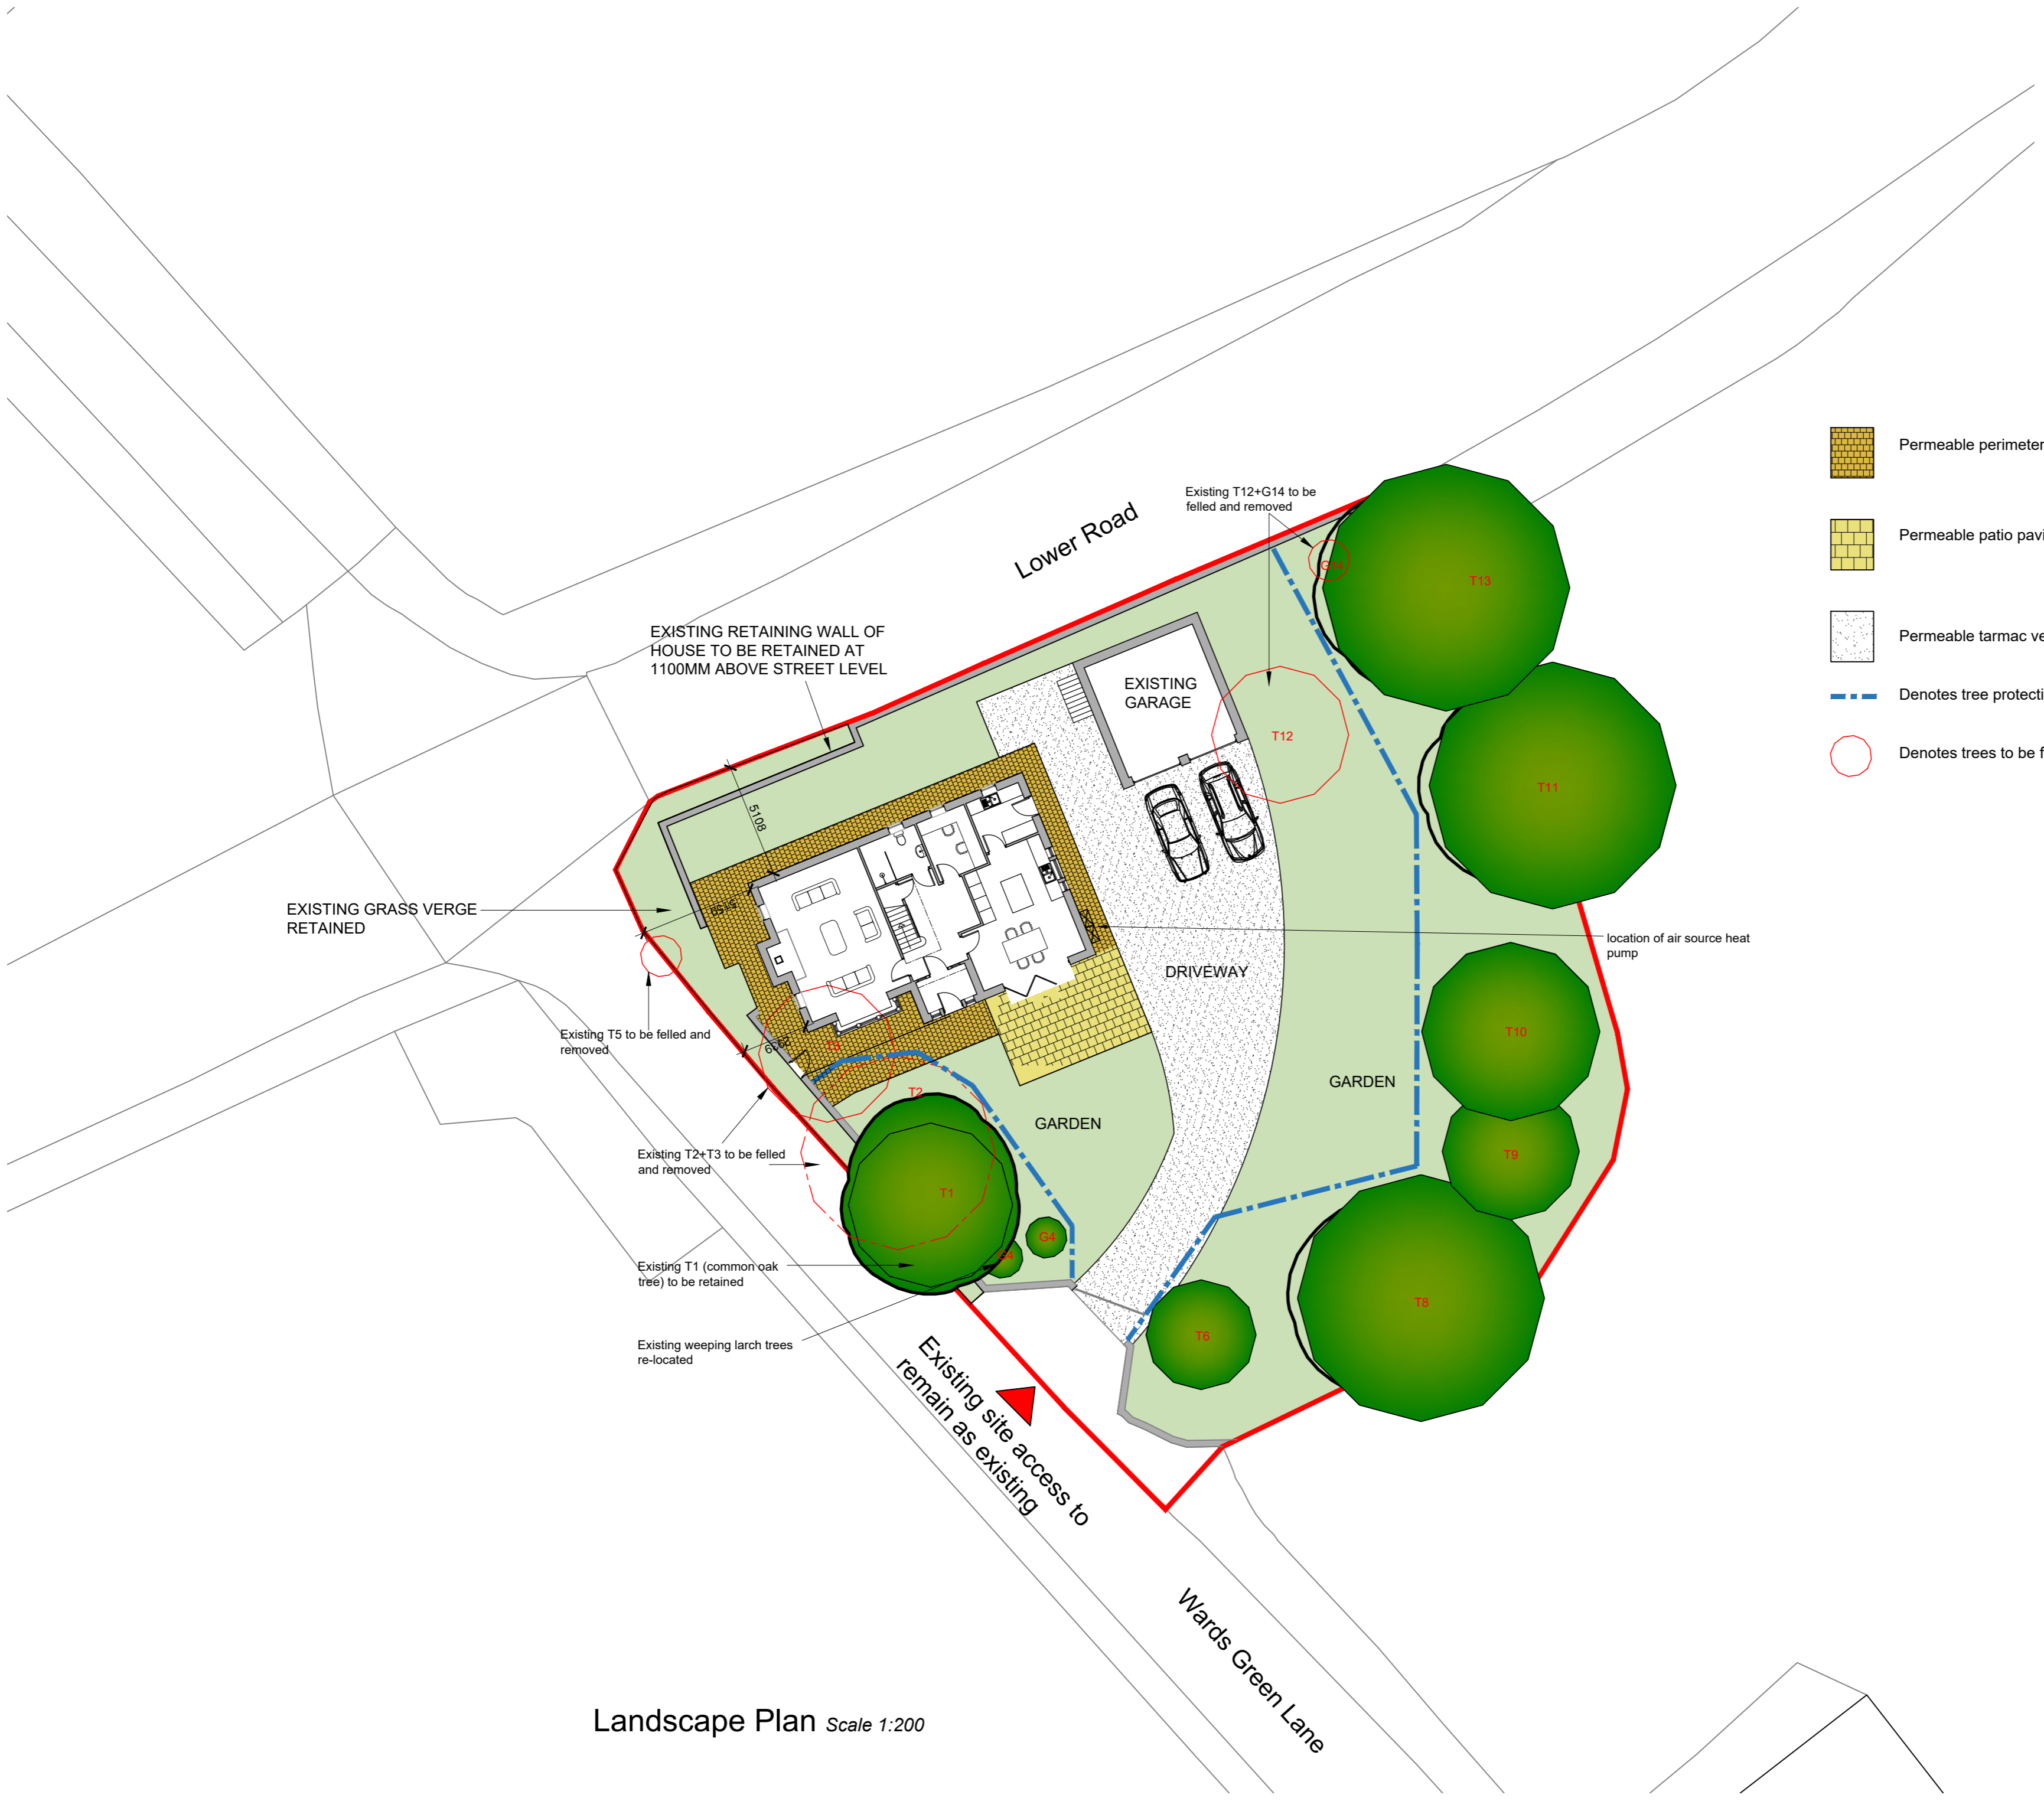 Lower Road
Existing T12+G14 to be
felled and removed
G14
T13
EXISTING RETAINING WALL OF
HOUSE TO BE RETAINED AT
1100MM ABOVE STREET LEVEL
EXISTING
GARAGE
T12
T11
5108
EXISTING GRASS VERGE
RETAINED
location of air source heat
pump
DRIVEWAY
Existing T5 to be felled and
removed
T3
T10
T2
GARDEN
GARDEN
Existing T2+T3 to be felled
and removed
T9
T1
G4
G4
Existing T1 (common oak
tree) to be retained
T8
T6
Existing weeping larch trees
re-located
Existing site access to
remain as existing
Wards Green Lane
Landscape Plan Scale 1:200
Permeable perimeter
Permeable patio
Permeable tarmac
Denotes tree
Denotes trees to be